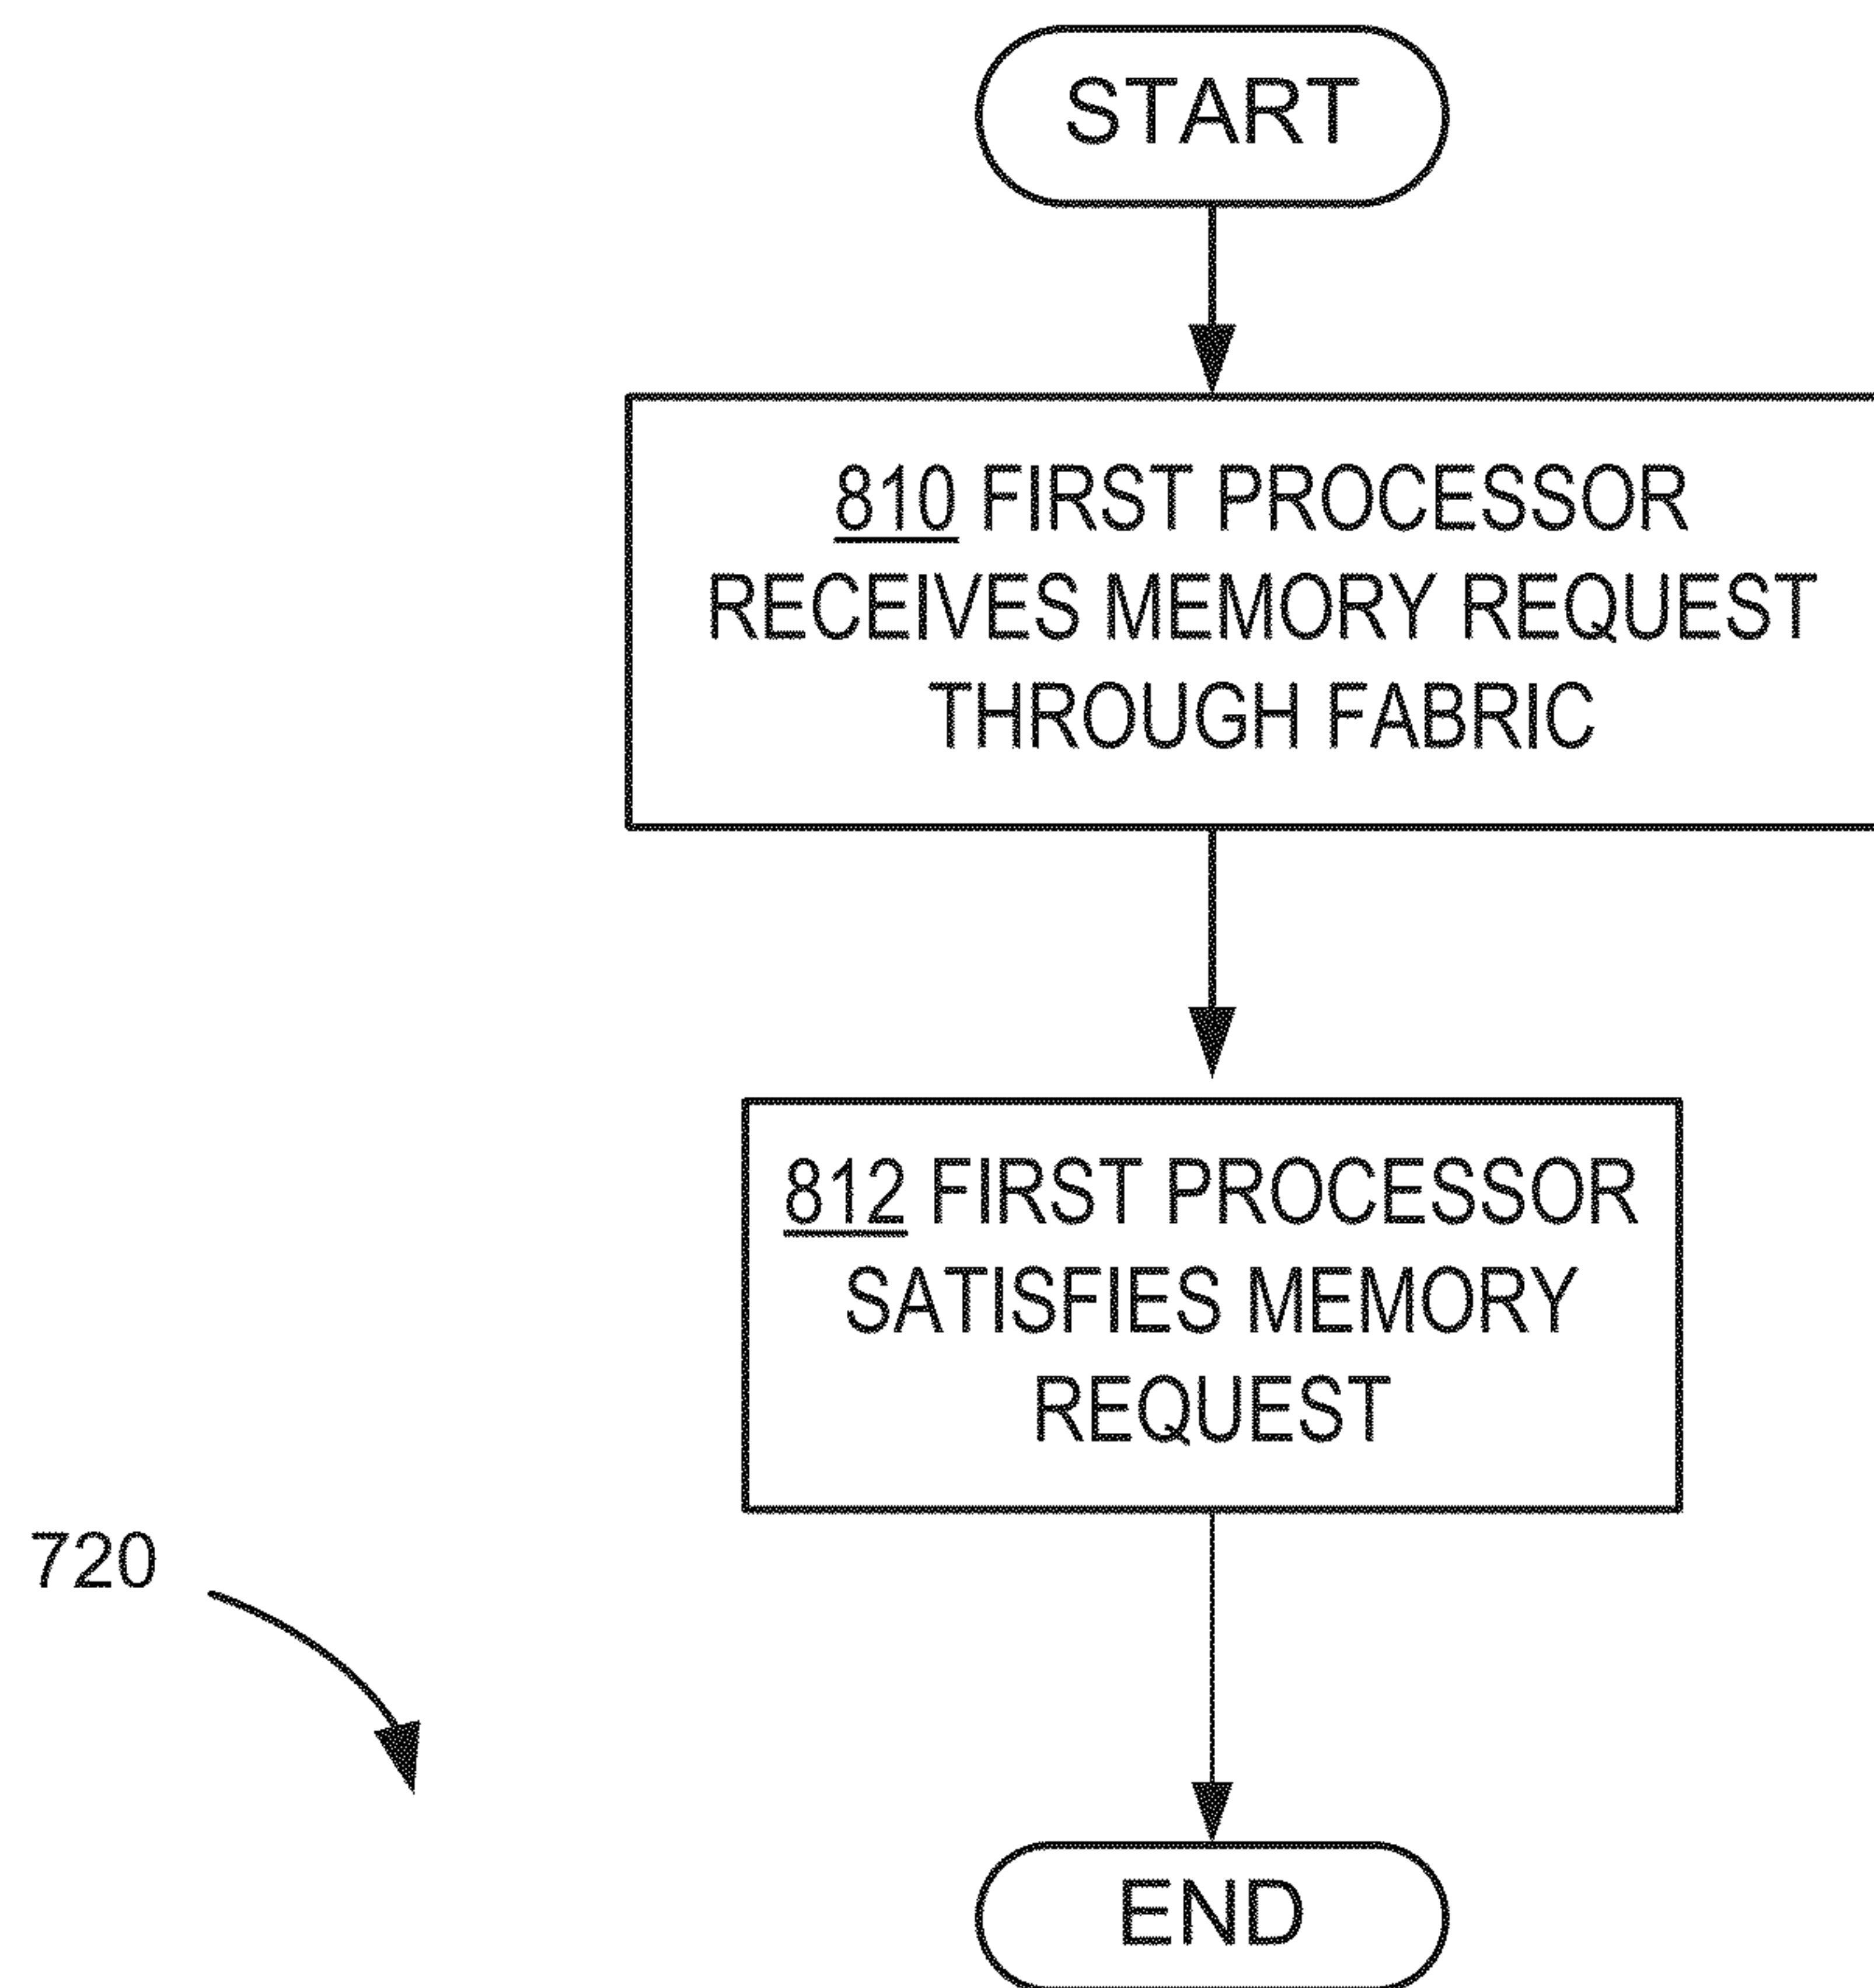 START
810 FIRST PROCESSOR
RECEIVES MEMORY REQUEST
THROUGH FABRIC
812 FIRST PROCESSOR
SATISFIES MEMORY
REQUEST
720
END